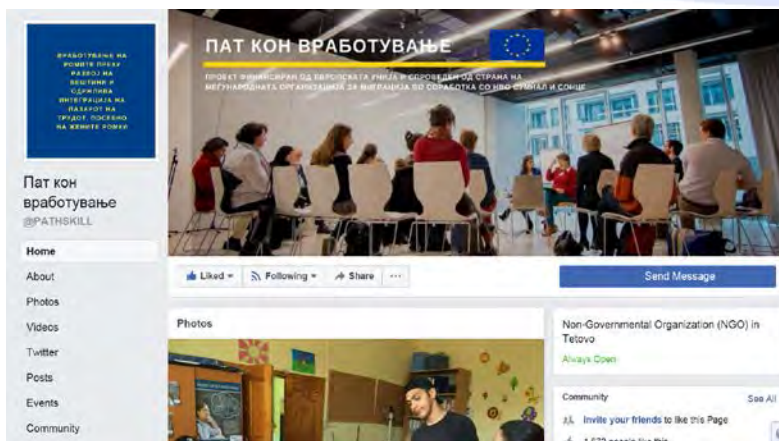 ВРАБОТУВАЊЕ НА
РОМИТЕ ПРЕКУ
РАЗВОЈ НА
ВЕШТИНИ И
ОДРЖЛИВА
ИНТЕГРАЦИЈА НА
ПАЗАРОТ НА
ТРУДОТ, ПОСЕБНО
НА ЖЕНИТЕ РОМКИ
ПАТ КОН ВРАБОТУВАЊЕ
ПРОЕКТ ФИНАНСИРАН ОД ЕВРОПСКАТА УНИЈА И СПРОВЕДЕН ОД СТРАНА НА
МЕЃУНАРОДНАТА ОРГАНИЗАЦИЈА ЗА МИГРАЦИЈА ВО СОРАБОТКА СО НВО СУМНАЛ И СОНЦЕ
Пат кон
вработување
@PATHSKILL
Home
About
Photos
Videos
Twitter
Posts
Events
Community
Liked
Following
Share
Send Message
Photos
Non-Governmental Organization (NGO) in
Tetovo
Always Open
Community
See All
Invite your friends to like this Page
people like this